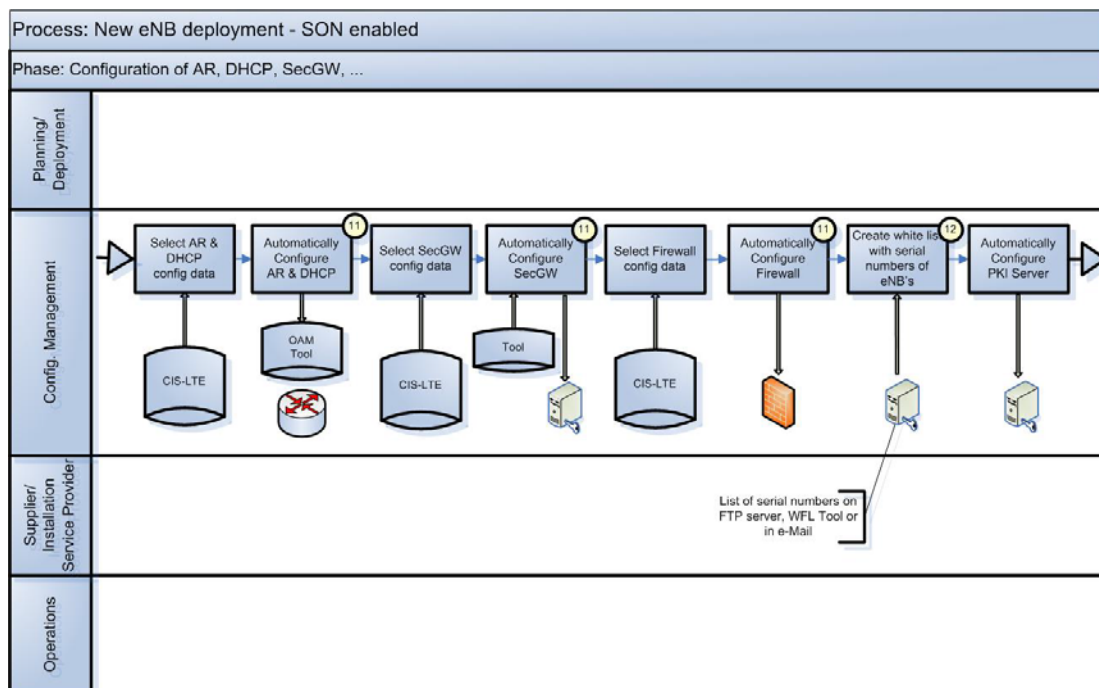 Process: New eNB deployment - SON enabled
Phase: Configuration of AR, DHCP, SecGW, ...
Planning/
Deployment
Config. Management
11
11
11
12
Select AR &
DHCP
config data
Automatically
Configure
AR & DHCP
Select SecGW
config data
Automatically
Configure
SecGW
Select Firewall
config data
Automatically
Configure
Firewall
Create white list
with serial
numbers of
eNB's
Automatically
Configure
PKI Server
CIS-LTE
OAM
Tool
CIS-LTE
Tool
CIS-LTE
Supplier/
Installation
Service Provider
List of serial numbers on
FTP server, WFL Tool or
in e-Mail
Operations